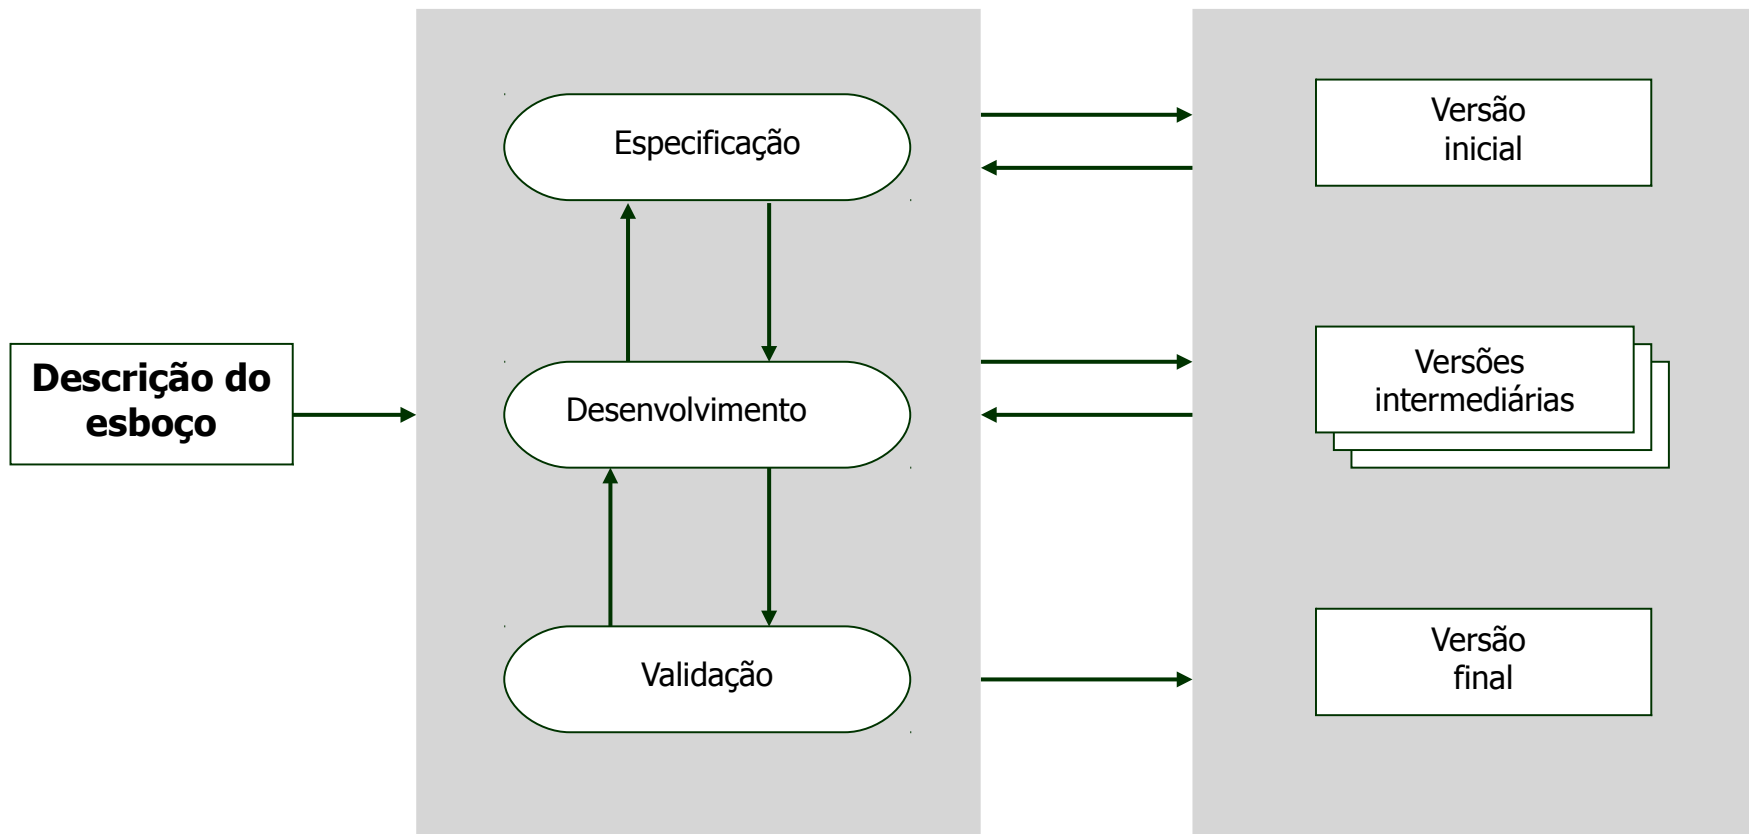 Descrição do
esboço
Especificação
Desenvolvimento
Validação
Versão
inicial
Versões
intermediárias
Versão
final